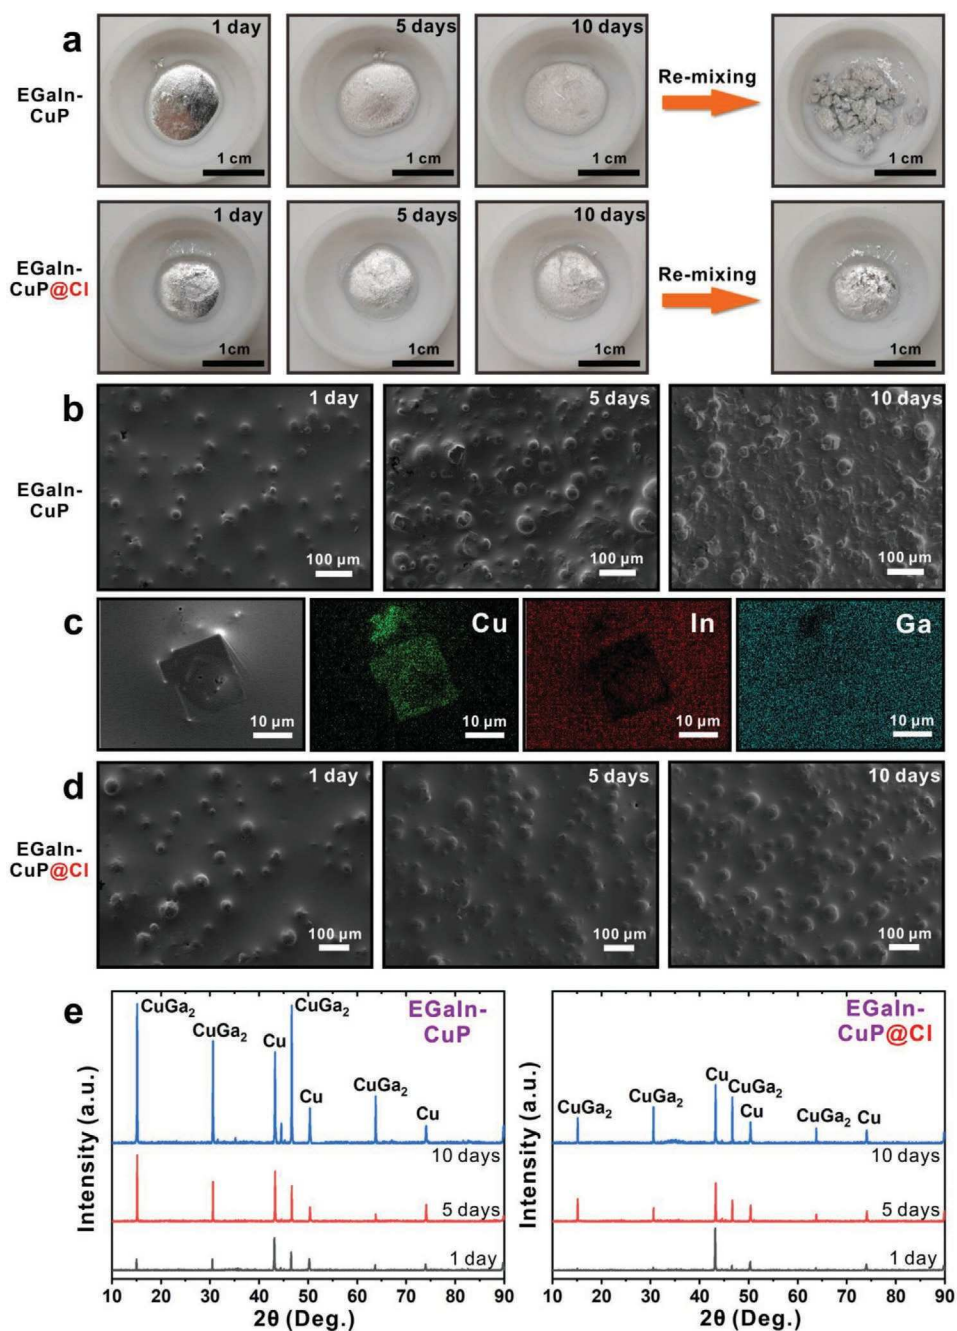 a
1 day
5 days
10 days
EGaIn-
CuP
Re-mixing
1 cm
1 cm
1 cm
1 cm
1 day
5 days
10 days
EGaIn-
CuP@Cl
Re-mixing
1cm
1cm
1cm
1cm
b
1 day
5 days
10 days
EGaIn-
CuP
100 μm
100 μm
100 μm
c
Cu
In
Ga
10 μm
10 μm
10 μm
10 μm
d
1 day
5 days
10 days
EGaIn-
CuP@Cl
100 μm
100 μm
100 μm
e
CuGa2
CuGa2
Cu
CuGa2
Cu
CuGa2
Cu
EGaIn-
CuP
10 days
5 days
1 day
Intensity (a.u.)
10 20 30 40 50 60 70 80 90
2θ (Deg.)
EGaIn-
CuP@Cl
CuGa2
CuGa2
Cu
CuGa2
Cu
CuGa2
Cu
10 days
5 days
1 day
Intensity (a.u.)
10 20 30 40 50 60 70 80 90
2θ (Deg.)